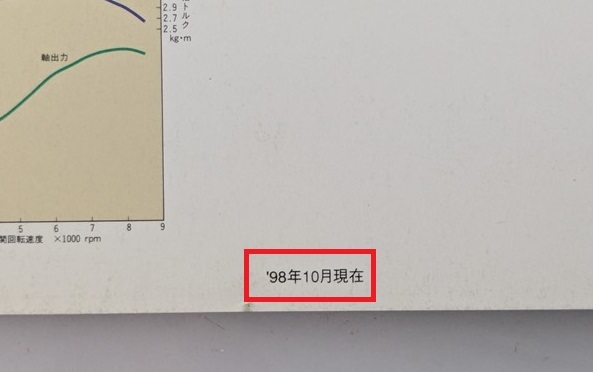 2.9
2.7
2.5
トルク
kg·m
軸出力
5 6 7 8 9
関回転速度 ×1000 rpm
'98年10月現在